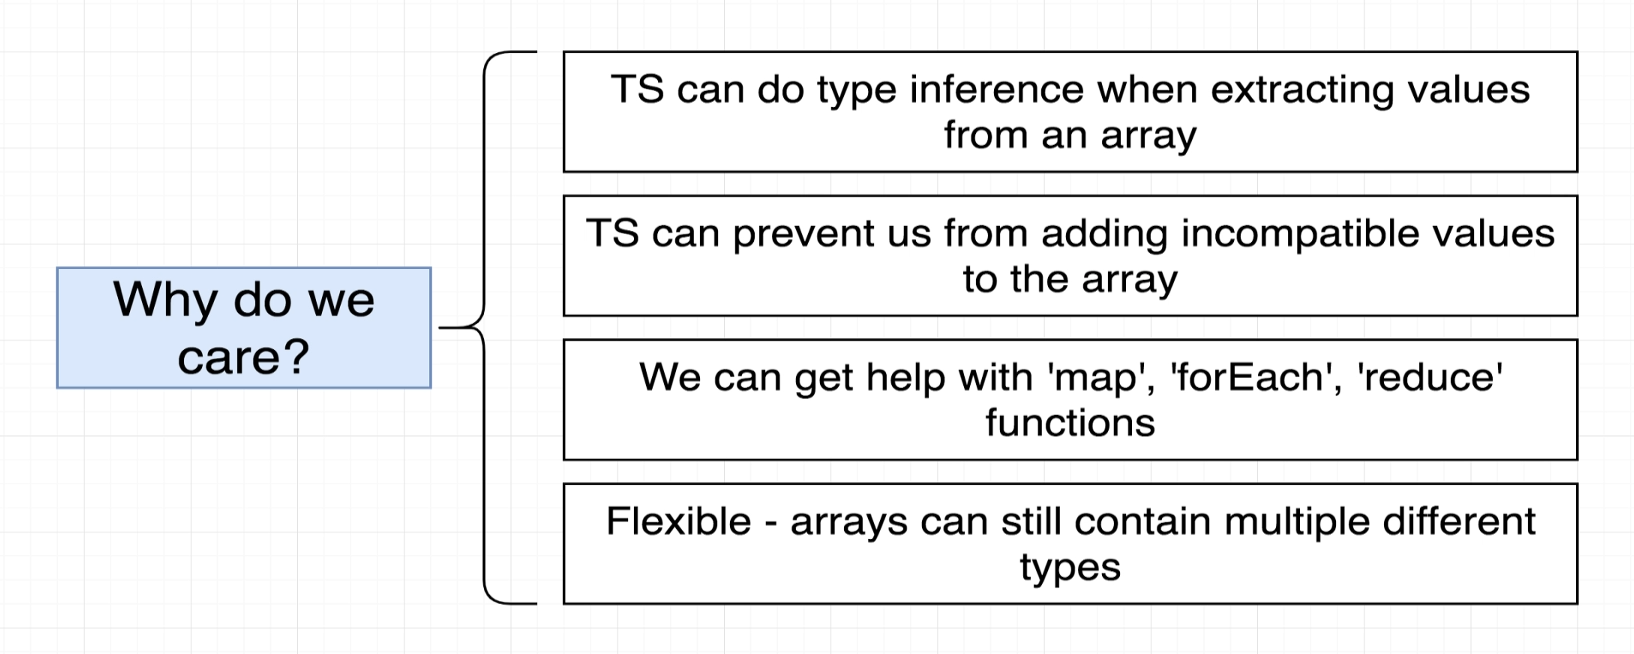 Why do we
care?
TS can do type inference when extracting values
from an array
TS can prevent us from adding incompatible values
to the array
We can get help with 'map', 'forEach', 'reduce'
functions
Flexible - arrays can still contain multiple different
types